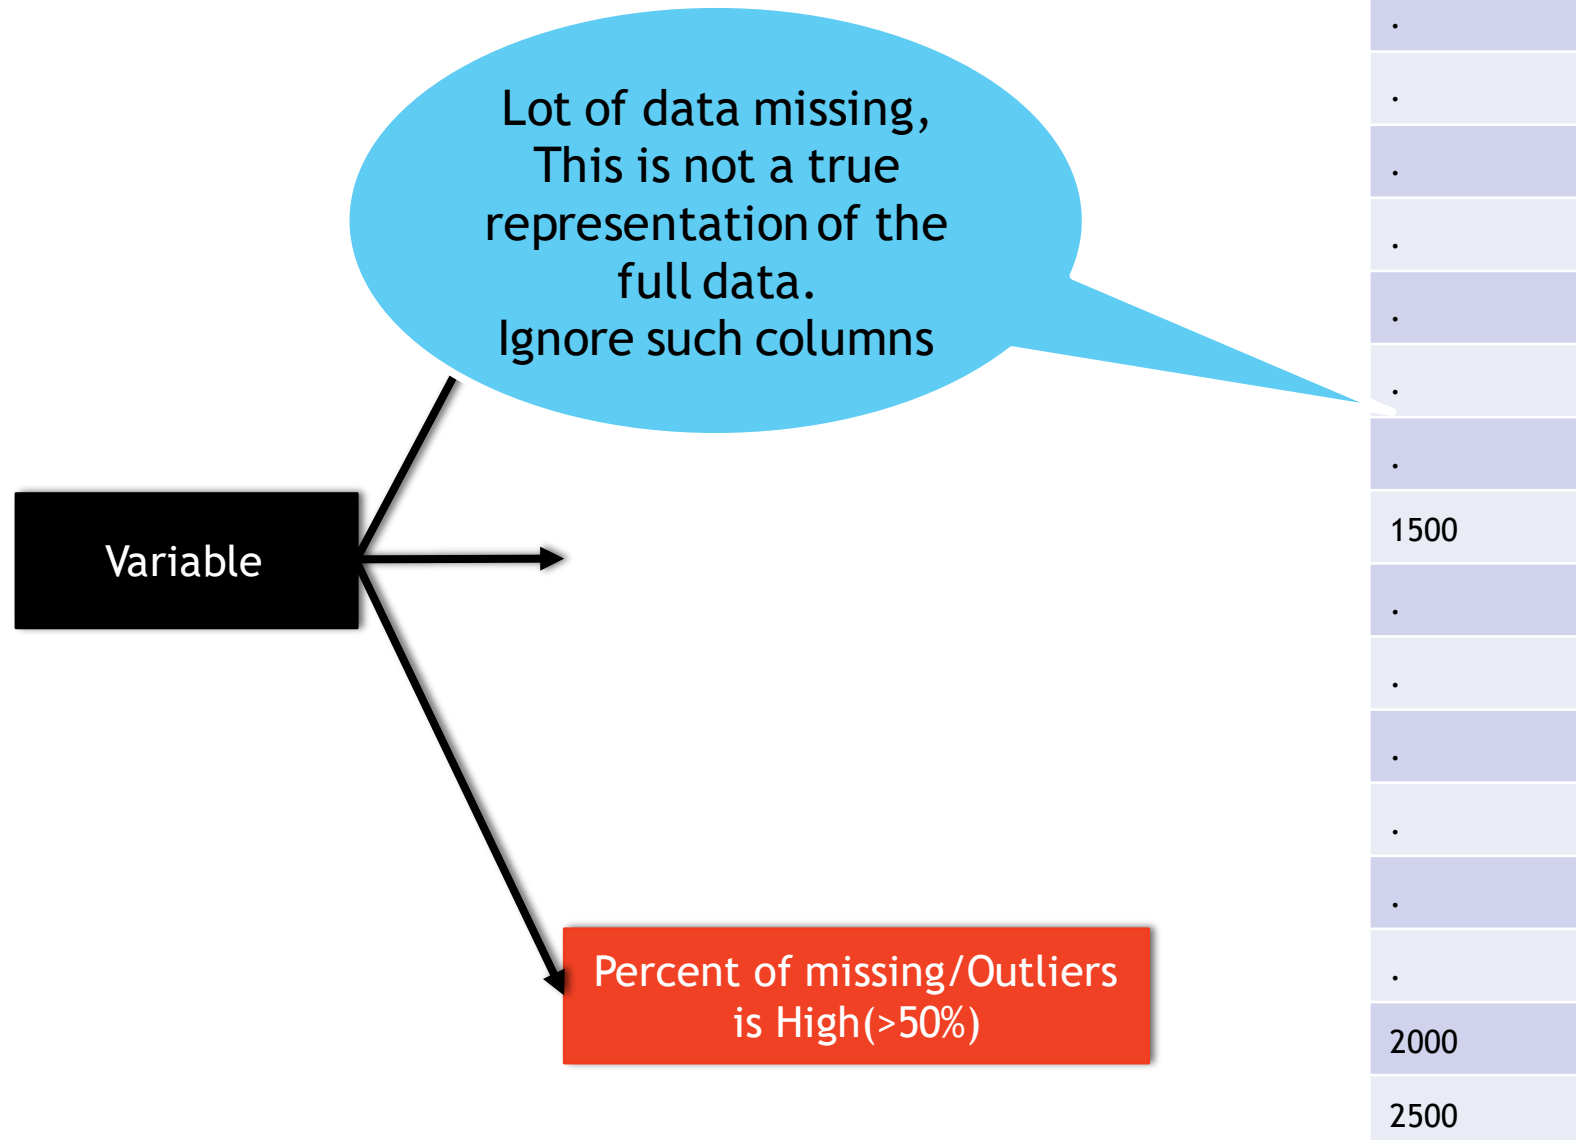 Lot of data missing,
This is not a true
representation of the
full data.
Ignore such columns
Variable
Percent of missing/Outliers
is High(>50%)
.
.
.
.
.
.
.
1500
.
.
.
.
.
.
2000
2500